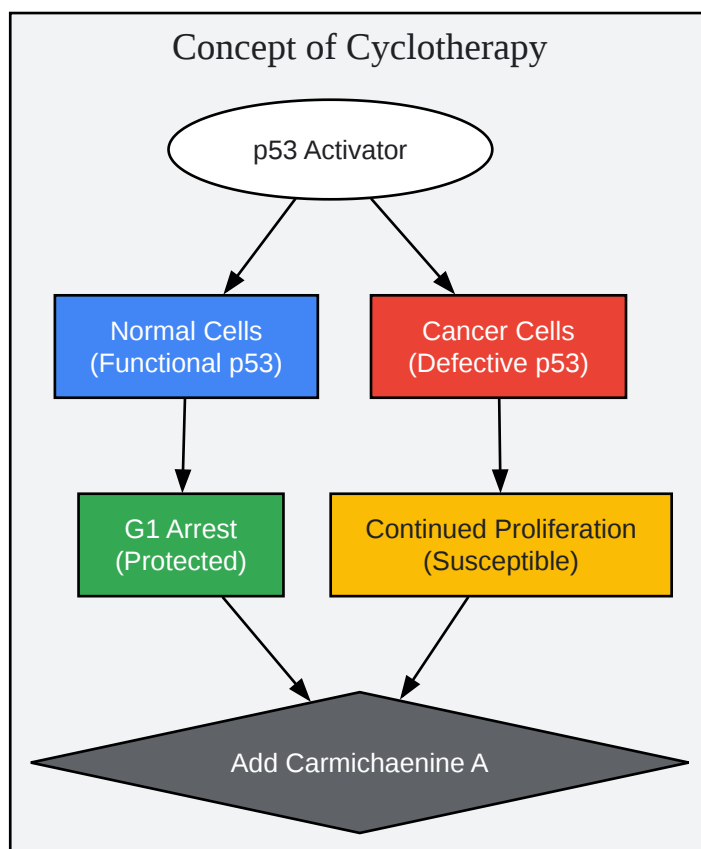 Concept of Cyclotherapy
p53 Activator
Normal Cells
(Functional p53)
Cancer Cells
(Defective p53)
G1 Arrest
(Protected)
Continued Proliferation
(Susceptible)
Add Carmichaenine A